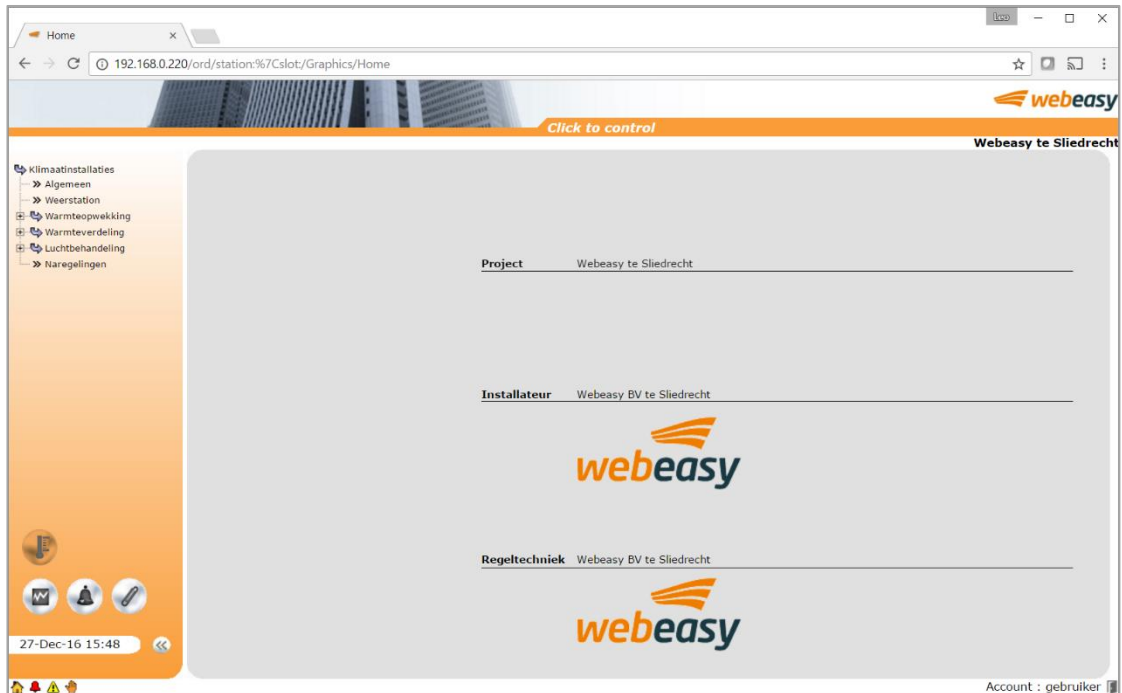 Leo
Home
192.168.0.220/ord/station:%7Cslot:/Graphics/Home
webeasy
Click to control
Webeasy te Sliedrecht
Klimaatinstallaties
Algemeen
Weerstation
Warmteopwekking
Warmteverdeling
Luchtbehandeling
Naregelingen
Project Webeasy te Sliedrecht
Installateur Webeasy BV te Sliedrecht
webeasy
Regeltechniek Webeasy BV te Sliedrecht
webeasy
27-Dec-16 15:48
Account : gebruiker